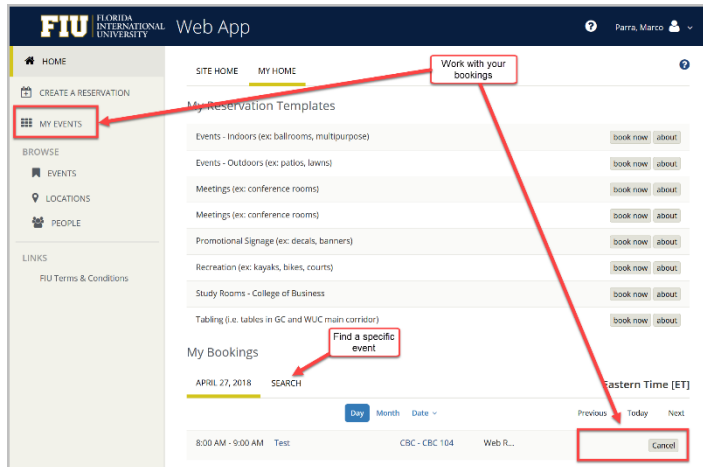 FIU FLORIDA INTERNATIONAL UNIVERSITY Web App ? Parra, Marco
HOME
CREATE A RESERVATION
MY EVENTS
BROWSE
EVENTS
LOCATIONS
PEOPLE
LINKS
FIU Terms & Conditions
SITE HOME MY HOME ?
Work with your
bookings
My Reservation Templates
Events - Indoors (ex: ballrooms, multipurpose) book now about
Events - Outdoors (ex: patios, lawns) book now about
Meetings (ex: conference rooms) book now about
Meetings (ex: conference rooms) book now about
Promotional Signage (ex: decals, banners) book now about
Recreation (ex: kayaks, bikes, courts) book now about
Study Rooms - College of Business book now about
Tabling (i.e. tables in GC and WUC main corridor) book now about
Find a specific
event
My Bookings
APRIL 27, 2018 SEARCH Eastern Time [ET]
Day Month Date Previous Today Next
8:00 AM - 9:00 AM Test CBC - CBC 104 Web R... Cancel